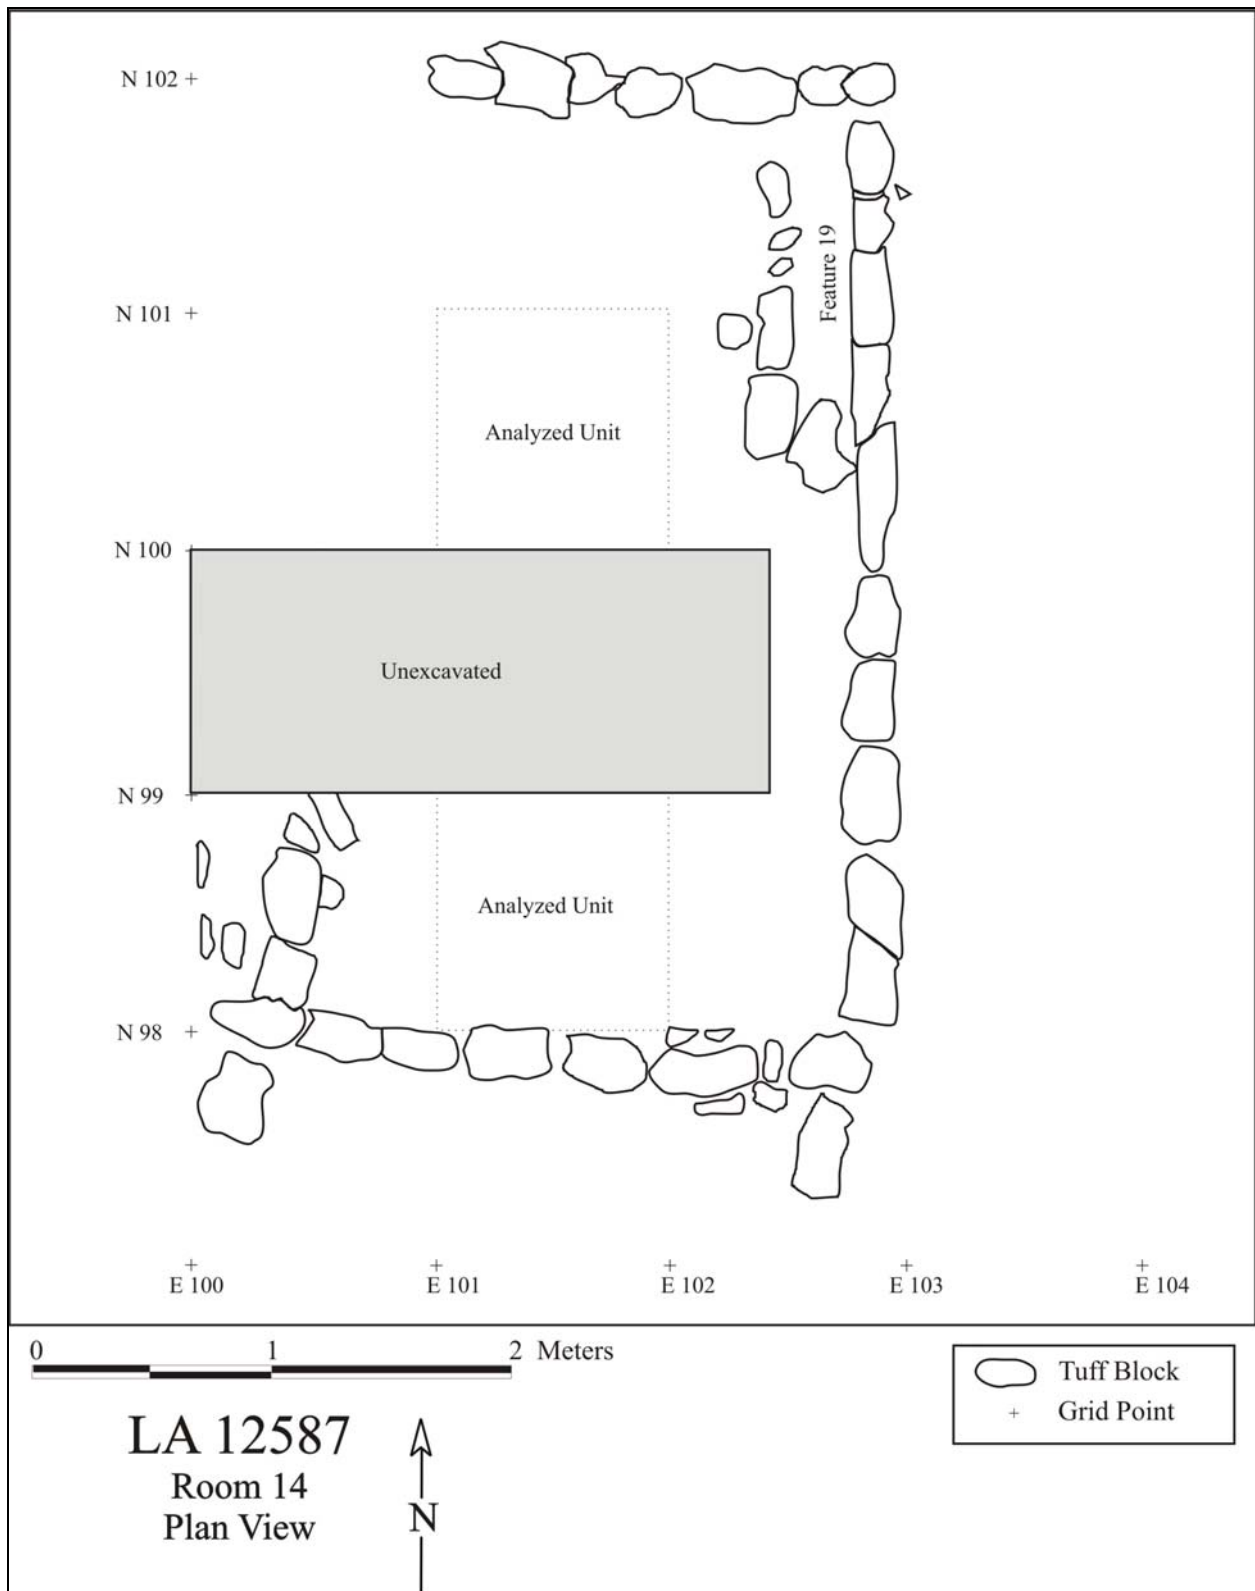 N 102
Feature 19
N 101
Analyzed Unit
N 100
Unexcavated
N 99
Analyzed Unit
N 98
E 100 E 101 E 102 E 103 E 104
0 1 2 Meters
Tuff Block
Grid Point
LA 12587
Room 14
Plan View
N